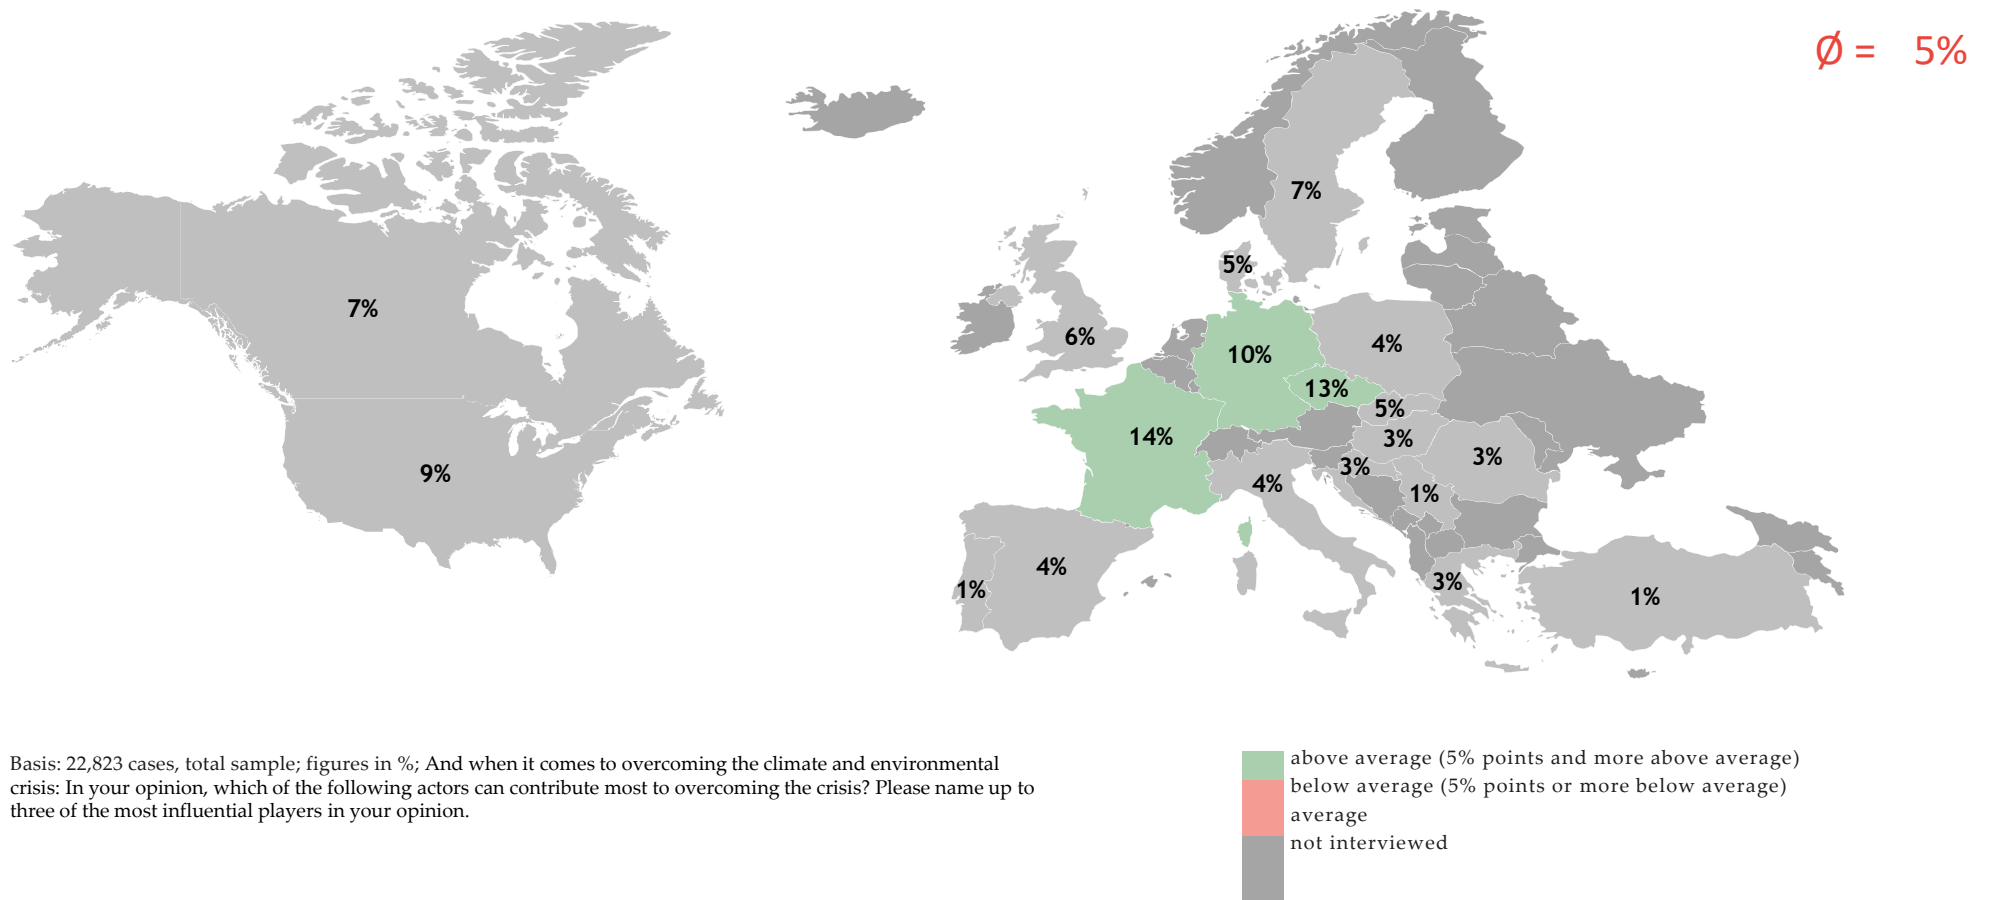 Ø = 5%
7%
5%
7%
6%
4%
10%
13%
5%
14%
3%
3%
3%
9%
4%
1%
4%
3%
1%
1%
Basis: 22,823 cases, total sample; figures in %; And when it comes to overcoming the climate and environmental
crisis: In your opinion, which of the following actors can contribute most to overcoming the crisis? Please name up to
three of the most influential players in your opinion.
above average (5% points and more above average)
below average (5% points or more below average)
average
not interviewed